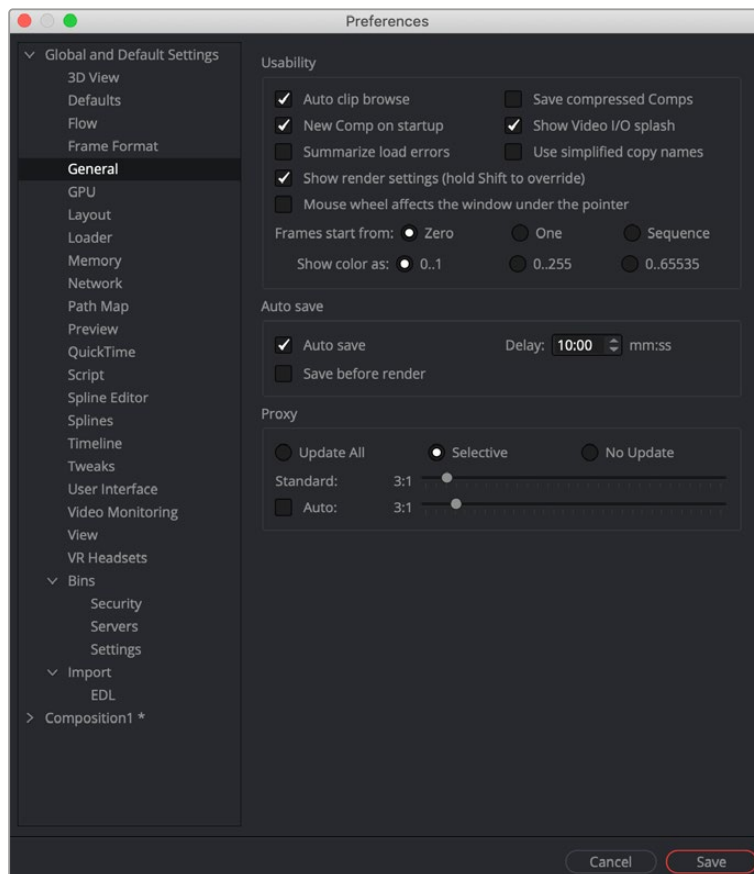 Preferences
Global and Default Settings
3D View
Defaults
Flow
Frame Format
General
GPU
Layout
Loader
Memory
Network
Path Map
Preview
QuickTime
Script
Spline Editor
Splines
Timeline
Tweaks
User Interface
Video Monitoring
View
VR Headsets
Bins
Security
Servers
Settings
Import
EDL
Composition1 *
Usability
Auto clip browse Save compressed Comps
New Comp on startup Show Video I/O splash
Summarize load errors Use simplified copy names
Show render settings (hold Shift to override)
Mouse wheel affects the window under the pointer
Frames start from: Zero One Sequence
Show color as: 0..1 0..255 0..65535
Auto save
Auto save Delay: 10:00 mm:ss
Save before render
Proxy
Update All Selective No Update
Standard: 3:1
Auto: 3:1
Cancel Save